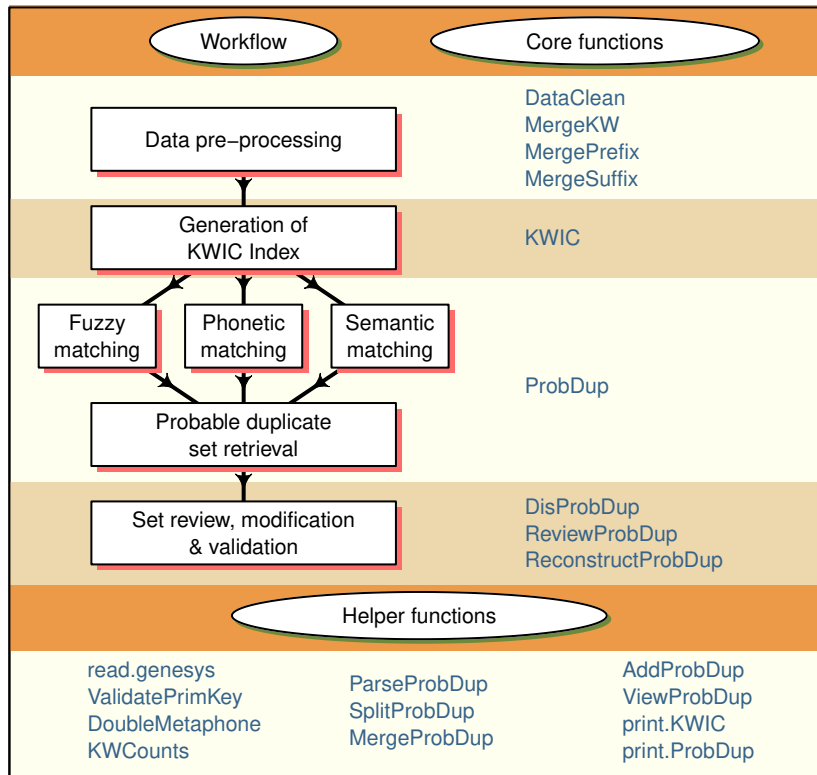 Workflow
Core functions
Data pre−processing
DataClean
MergeKW
MergePrefix
MergeSuffix
Generation of
KWIC Index
KWIC
Fuzzy
matching
Phonetic
matching
Semantic
matching
ProbDup
Probable duplicate
set retrieval
Set review, modification
& validation
DisProbDup
ReviewProbDup
ReconstructProbDup
Helper functions
read.genesys
ValidatePrimKey
DoubleMetaphone
KWCounts
ParseProbDup
SplitProbDup
MergeProbDup
AddProbDup
ViewProbDup
print.KWIC
print.ProbDup